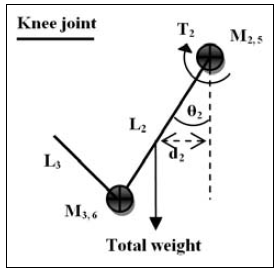 Knee joint
T₂
M₂,₅
θ₂
L₂
d₂
L₃
M₃,₆
Total weight